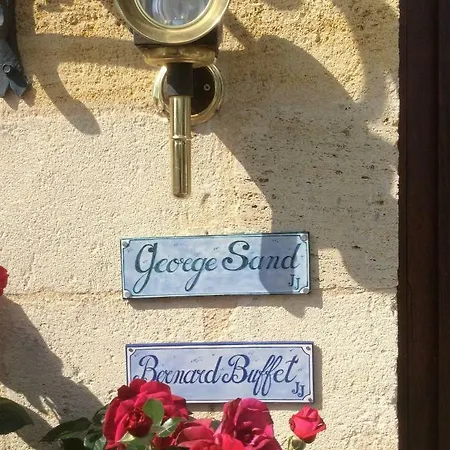 George Sand
JJ
Bernard Buffet
JJ